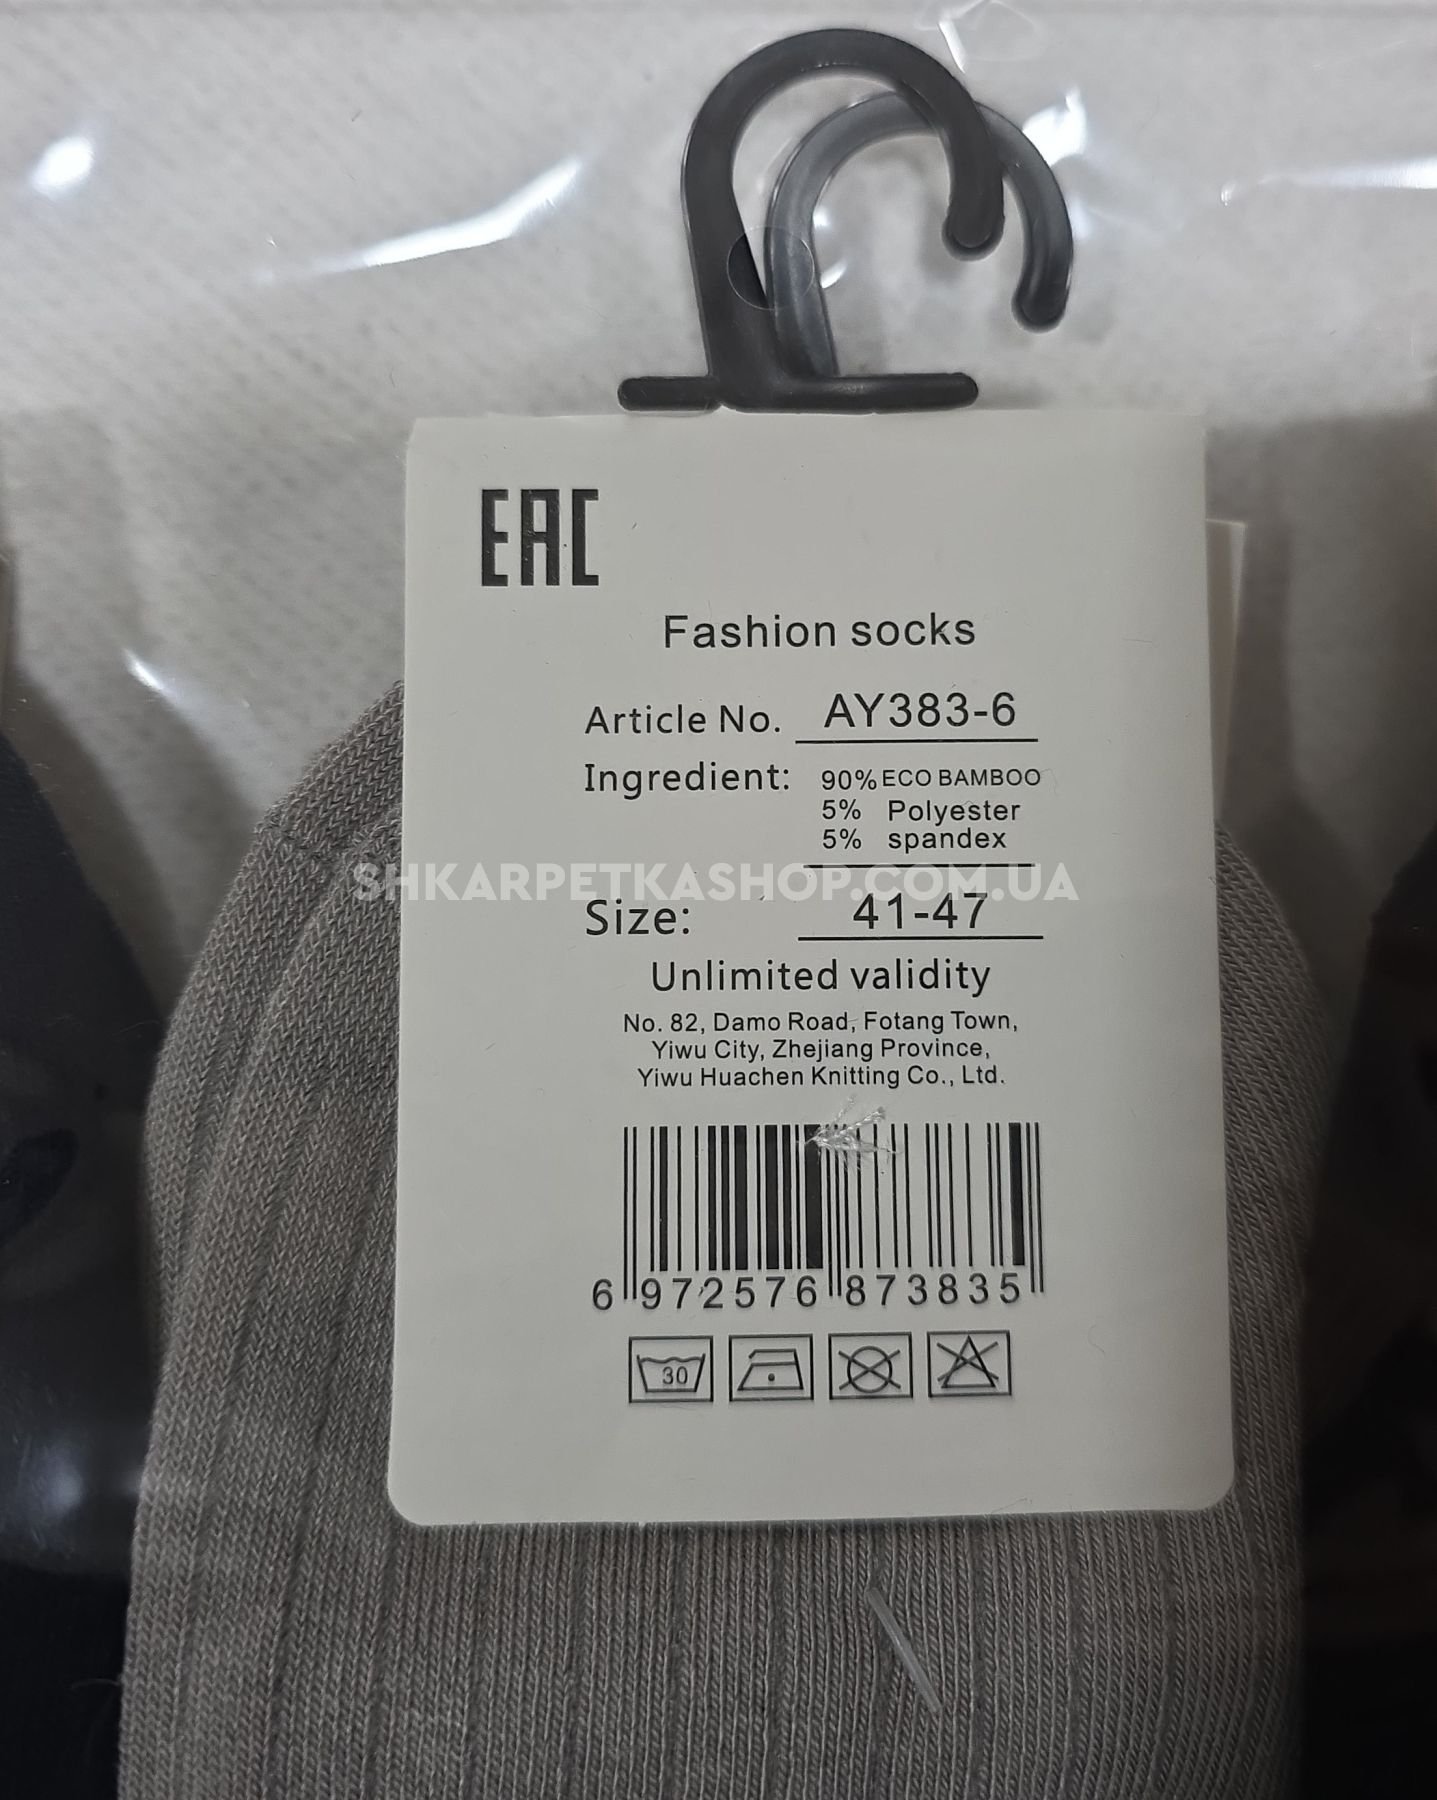 EAC
Fashion socks
Article No. AY383-6
Ingredient: 90% ECO BAMBOO
5% Polyester
5% spandex
SHKARPETKASHOP.COM.UA
Size: 41-47
Unlimited validity
No. 82, Damo Road, Fotang Town,
Yiwu City, Zhejiang Province,
Yiwu Huachen Knitting Co., Ltd.
6 972576 873835
30